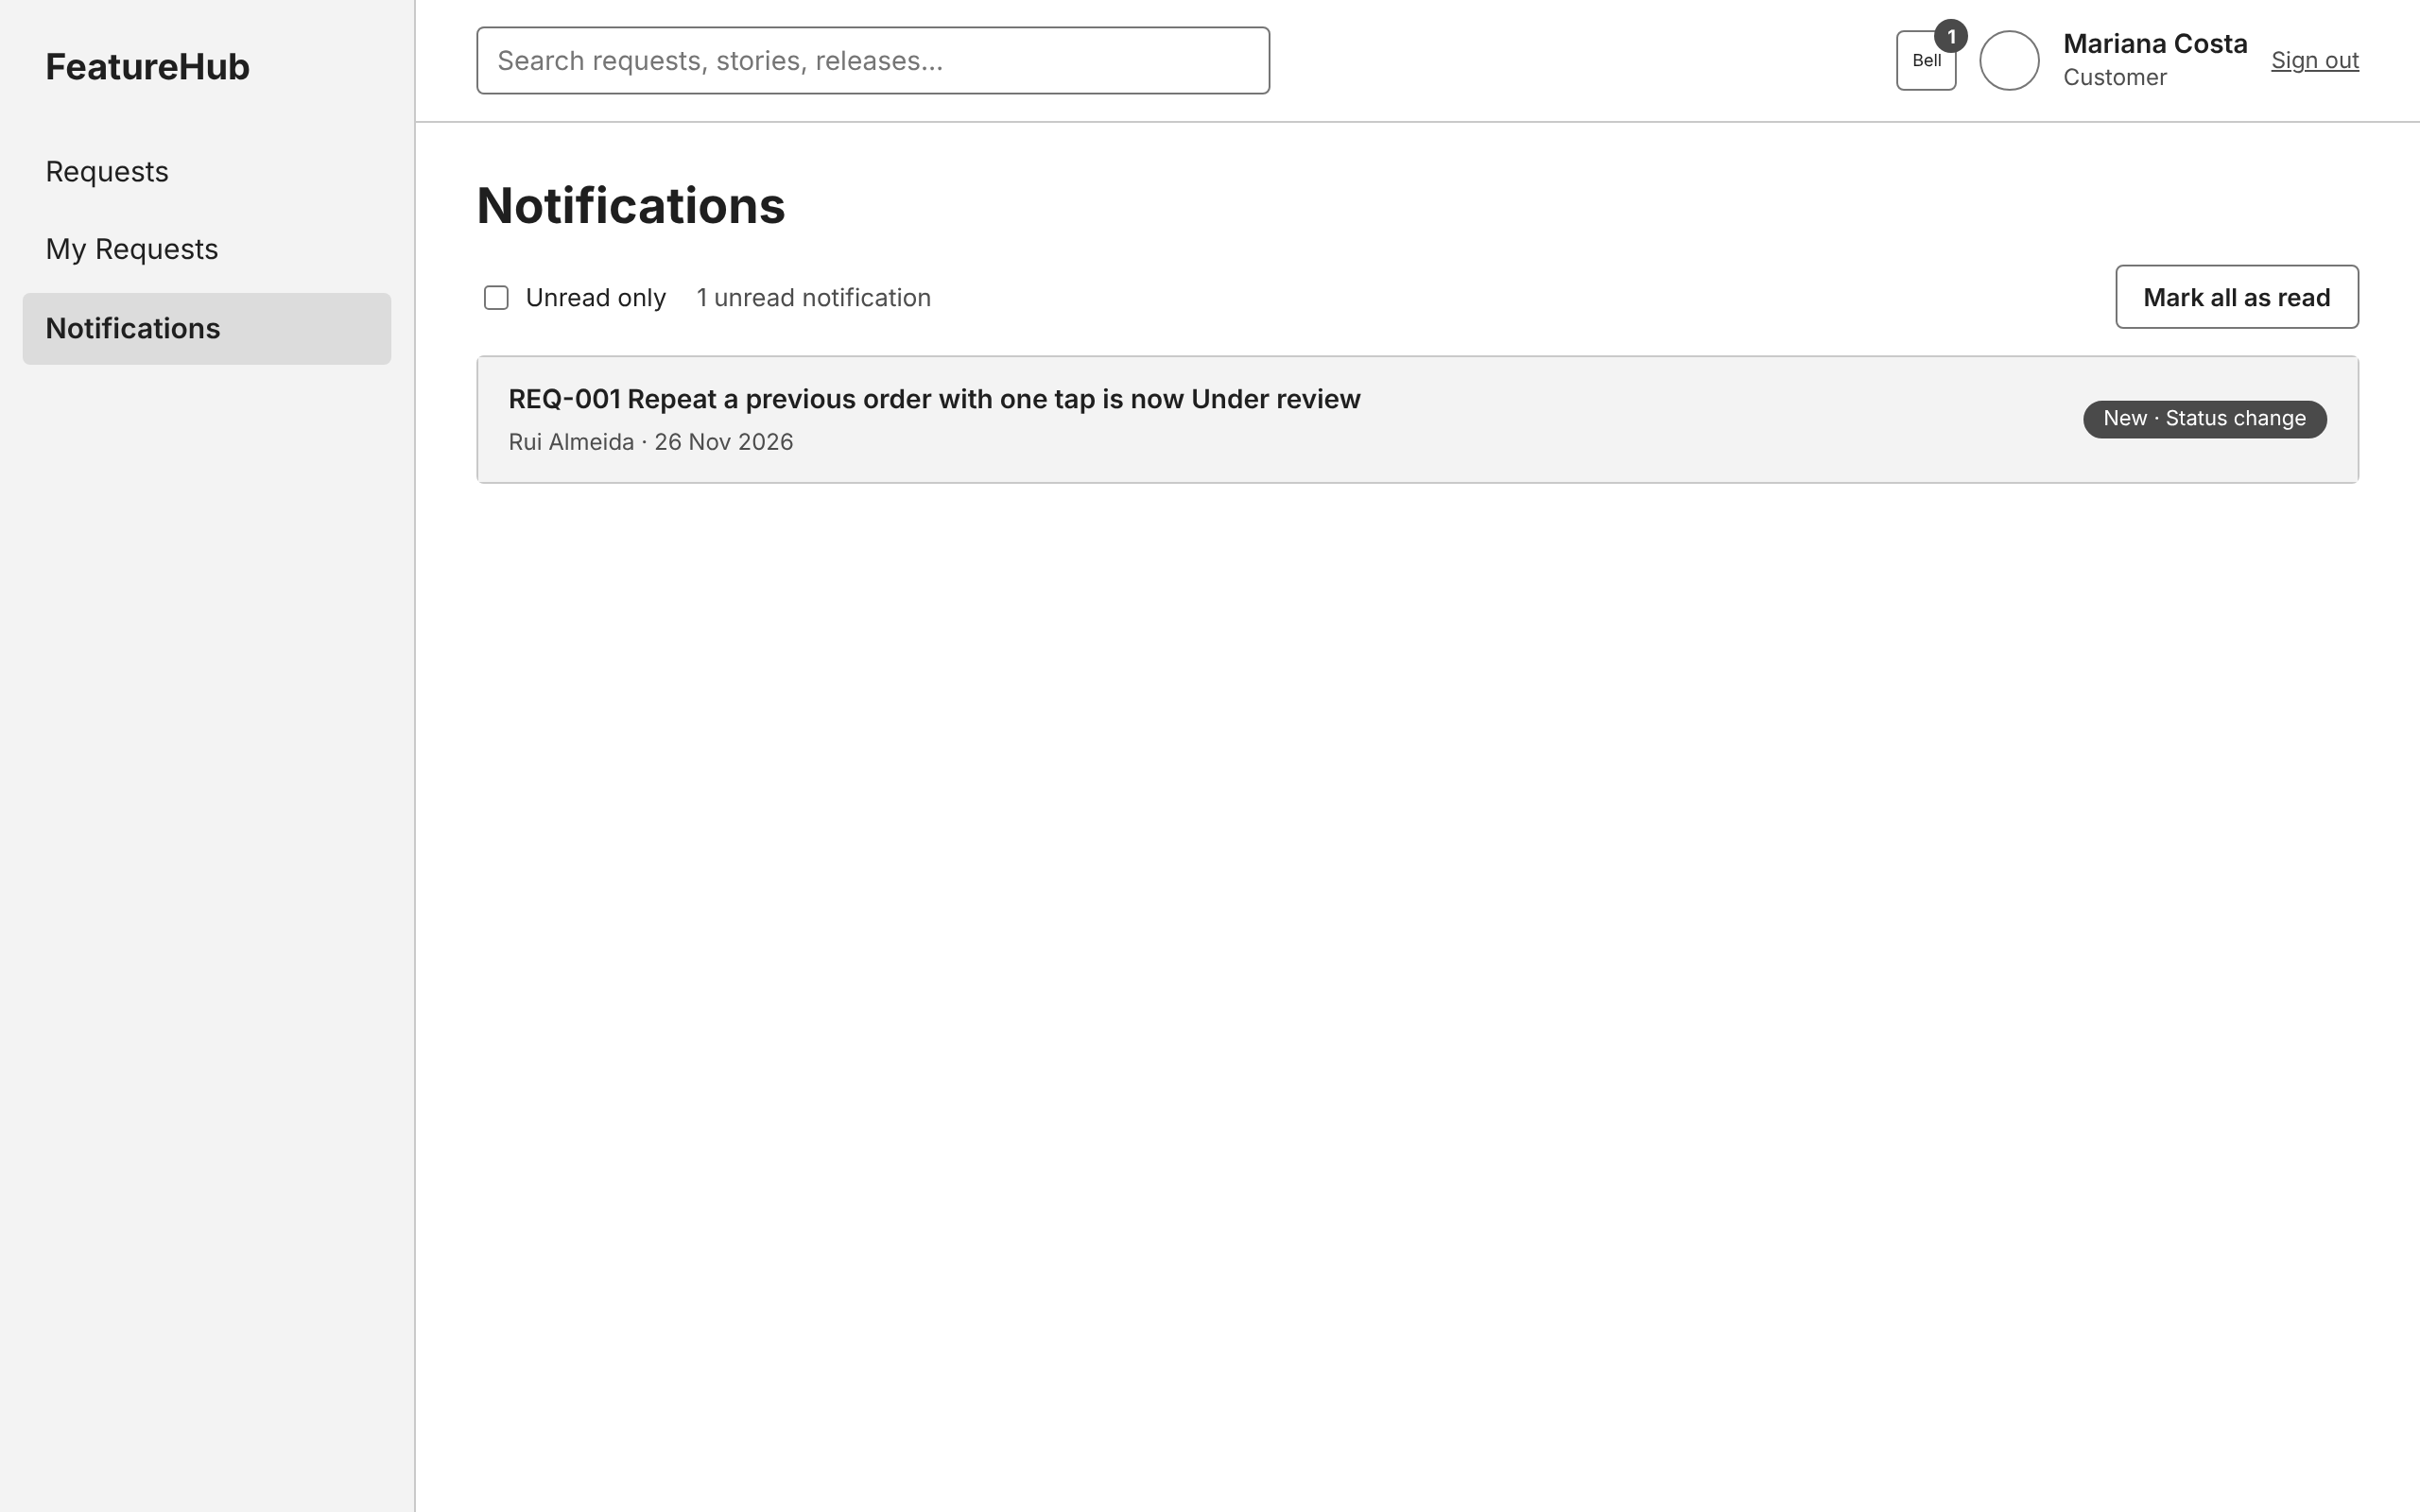 FeatureHub
Requests
My Requests
Notifications
Search requests, stories, releases...
Bell
1
Mariana Costa
Customer
Sign out
Notifications
Unread only
1 unread notification
Mark all as read
REQ-001 Repeat a previous order with one tap is now Under review
Rui Almeida · 26 Nov 2026
New · Status change